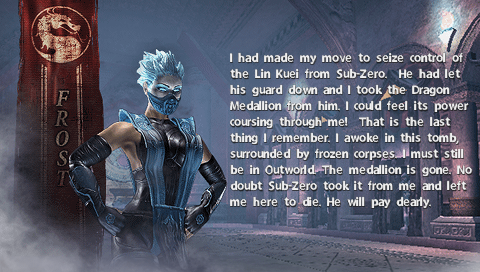 FROST
I had made my move to seize control of
the Lin Kuei from Sub-Zero. He had let
his guard down and I took the Dragon
Medallion from him. I could feel its power
coursing through me! That is the last
thing I remember. I awoke in this tomb,
surrounded by frozen corpses. I must still
be in Outworld. The medallion is gone. No
doubt Sub-Zero took it from me and left
me here to die. He will pay dearly.